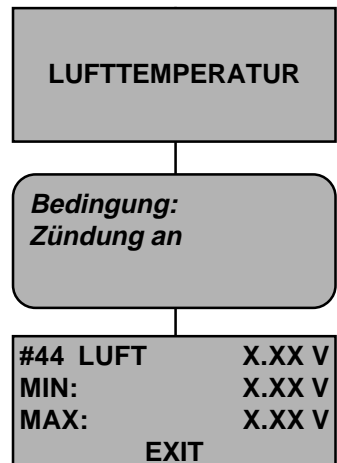 LUFTTEMPERATUR
Bedingung:
Zündung an
#44 LUFT X.XX V
MIN: X.XX V
MAX: X.XX V
EXIT